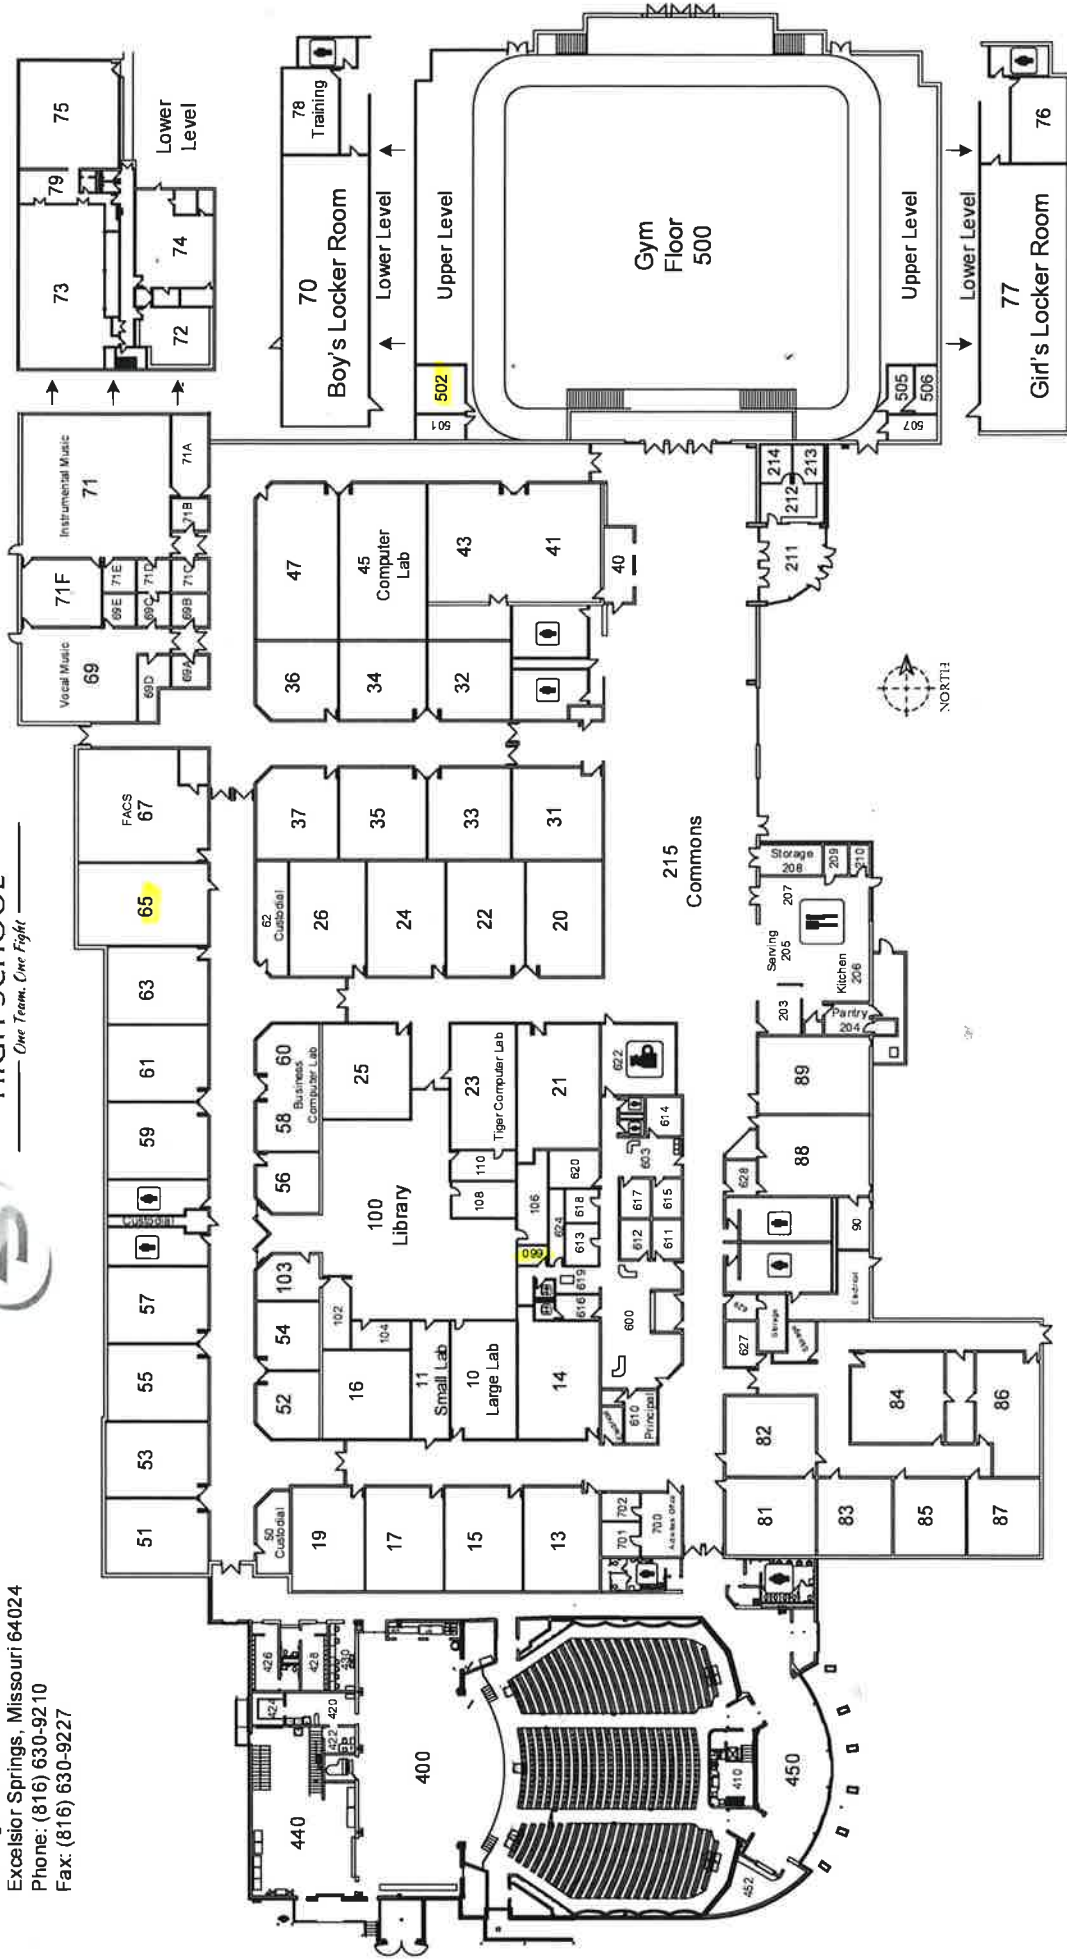 One Team. One Fight
Excelsior Springs, Missouri 64024
Phone: (816) 630-9210
Fax: (816) 630-9227
75
79
73
74
72
Lower
Level
78
Training
70
Boy's Locker Room
Lower Level
Upper Level
502
501
Gym
Floor
500
Upper Level
505
506
507
Lower Level
76
77
Girl's Locker Room
Instrumental Music
71
71A
71B
71F
71E
71D
71C
69E
69C
69B
Vocal Music
69
69D
69A
47
45
Computer
Lab
43
41
40
36
34
32
214
213
212
211
NORTH
FACS
67
65
63
61
59
Custodial
57
55
53
51
37
35
33
31
62
Custodial
26
24
22
20
215
Commons
Storage
208
209
210
207
Serving
205
Kitchen
206
203
Pantry
204
60
58
Business
Computer Lab
56
25
23
Tiger Computer Lab
21
622
614
603
110
108
106
620
624
618
613
617
615
612
611
100
Library
099
619
616
600
103
102
104
54
52
16
11
Small Lab
10
Large Lab
14
610
Principal
89
88
628
90
Electrical
Storage
627
84
86
82
81
83
85
87
50
Custodial
19
17
15
13
702
701
700
426
428
430
424
420
422
440
400
410
450
452